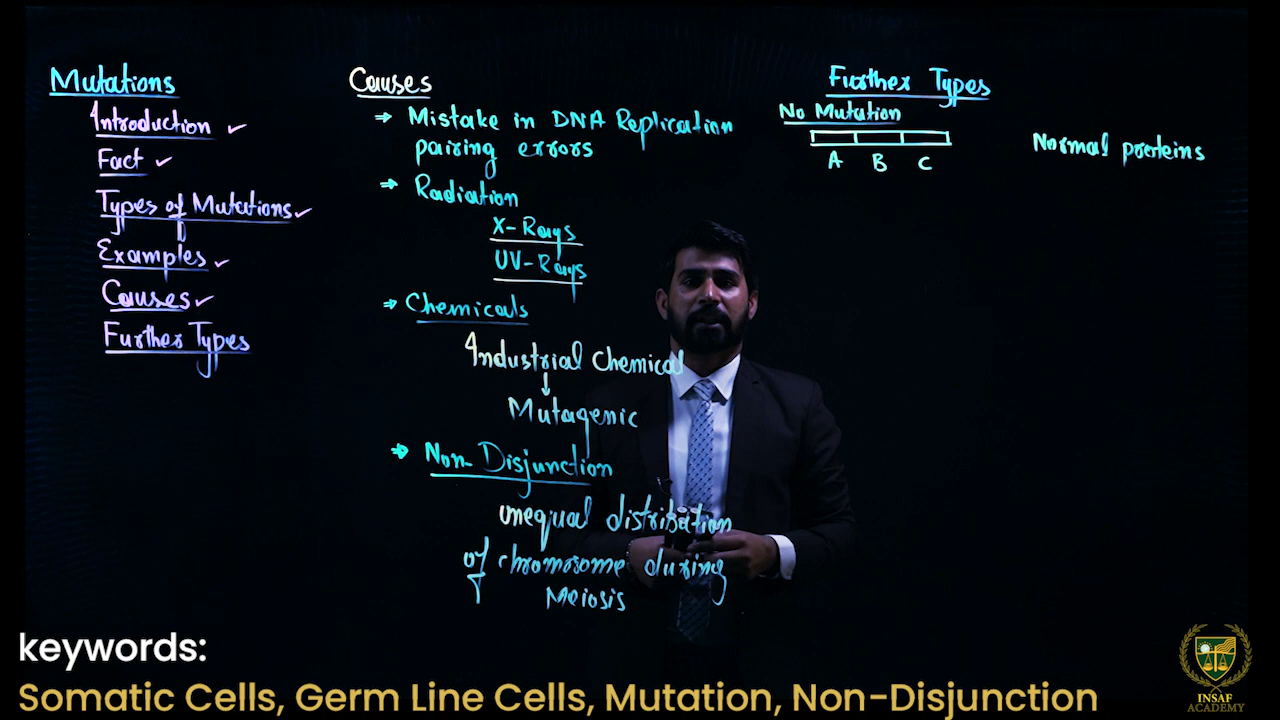 Mutations
Introduction ✓
Fact ✓
Types of Mutations ✓
Examples ✓
Causes ✓
Further Types
Causes
⇒ Mistake in DNA Replication
pairing errors
⇒ Radiation
X-Rays
UV-Rays
⇒ Chemicals
Industrial Chemical
↓
Mutagenic
⇒ Non-Disjunction
unequal distribution
of chromosome during
Meiosis
Further Types
No Mutation
A B C
Normal proteins
keywords:
Somatic Cells, Germ Line Cells, Mutation, Non-Disjunction
INSAF
ACADEMY